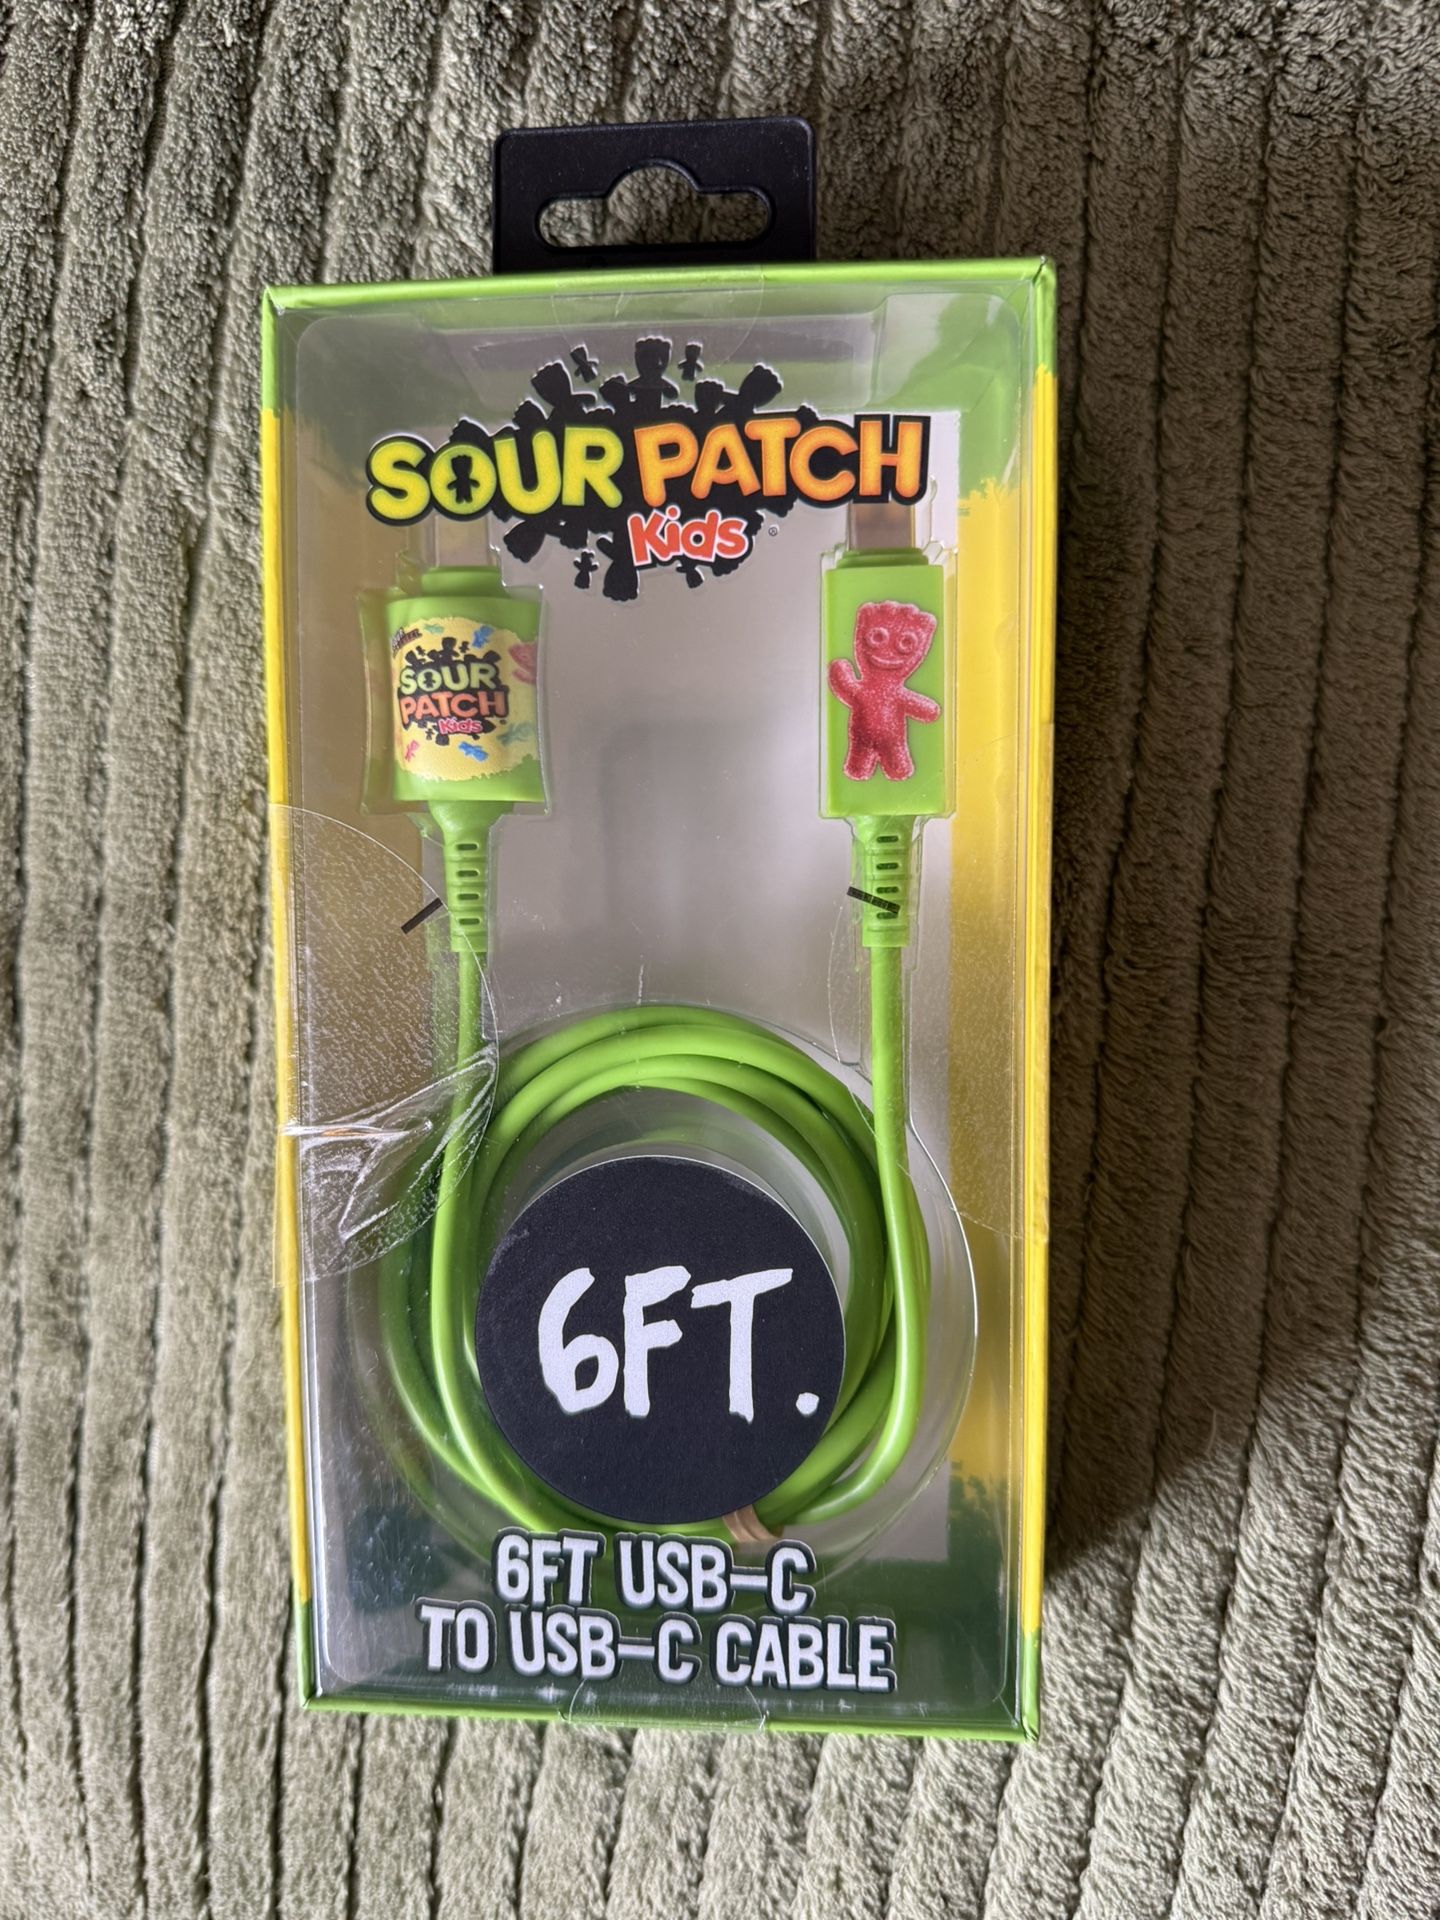 SOUR PATCH
Kids
®
SOUR
PATCH
Kids
6FT.
6FT USB-C
TO USB-C CABLE